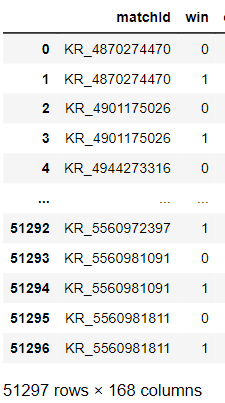 matchId win
0 KR_4870274470 0
1 KR_4870274470 1
2 KR_4901175026 0
3 KR_4901175026 1
4 KR_4944273316 0
... ... ...
51292 KR_5560972397 1
51293 KR_5560981091 0
51294 KR_5560981091 1
51295 KR_5560981811 0
51296 KR_5560981811 1
51297 rows × 168 columns